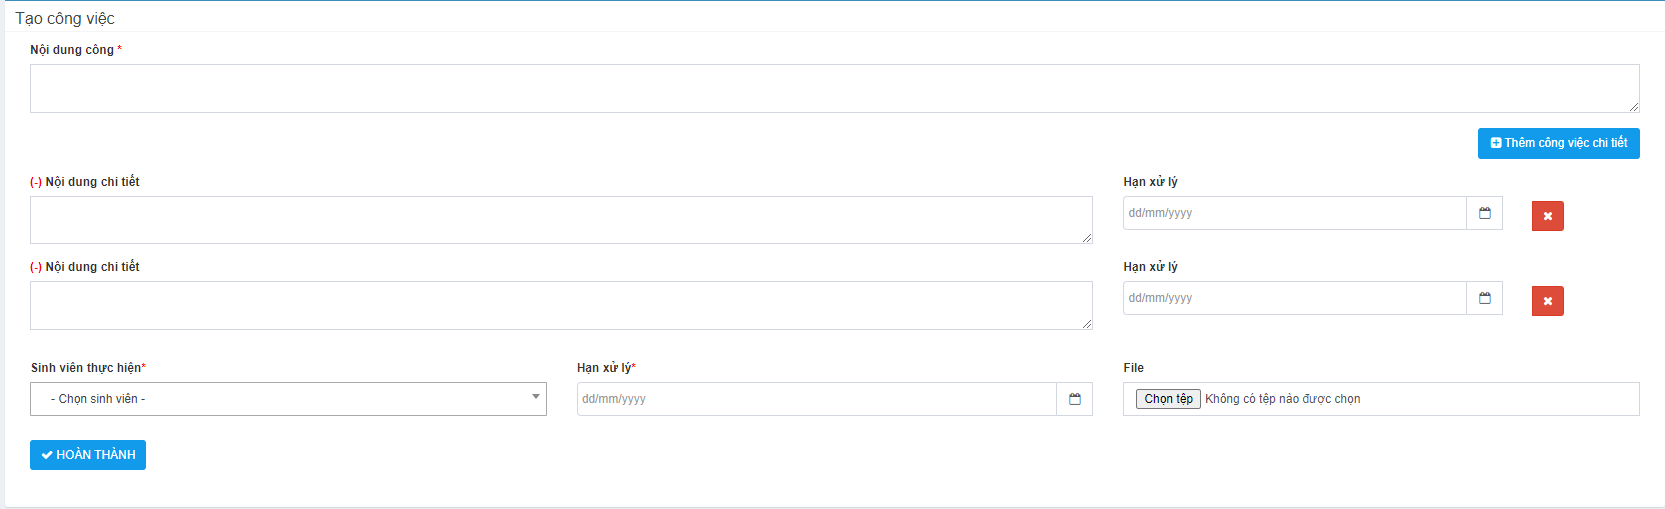 Tạo công việc
Nội dung công *
Thêm công việc chi tiết
(-) Nội dung chi tiết
Hạn xử lý
dd/mm/yyyy
(-) Nội dung chi tiết
Hạn xử lý
dd/mm/yyyy
Sinh viên thực hiện*
Hạn xử lý*
File
- Chọn sinh viên -
dd/mm/yyyy
Chọn tệp Không có tệp nào được chọn
HOÀN THÀNH